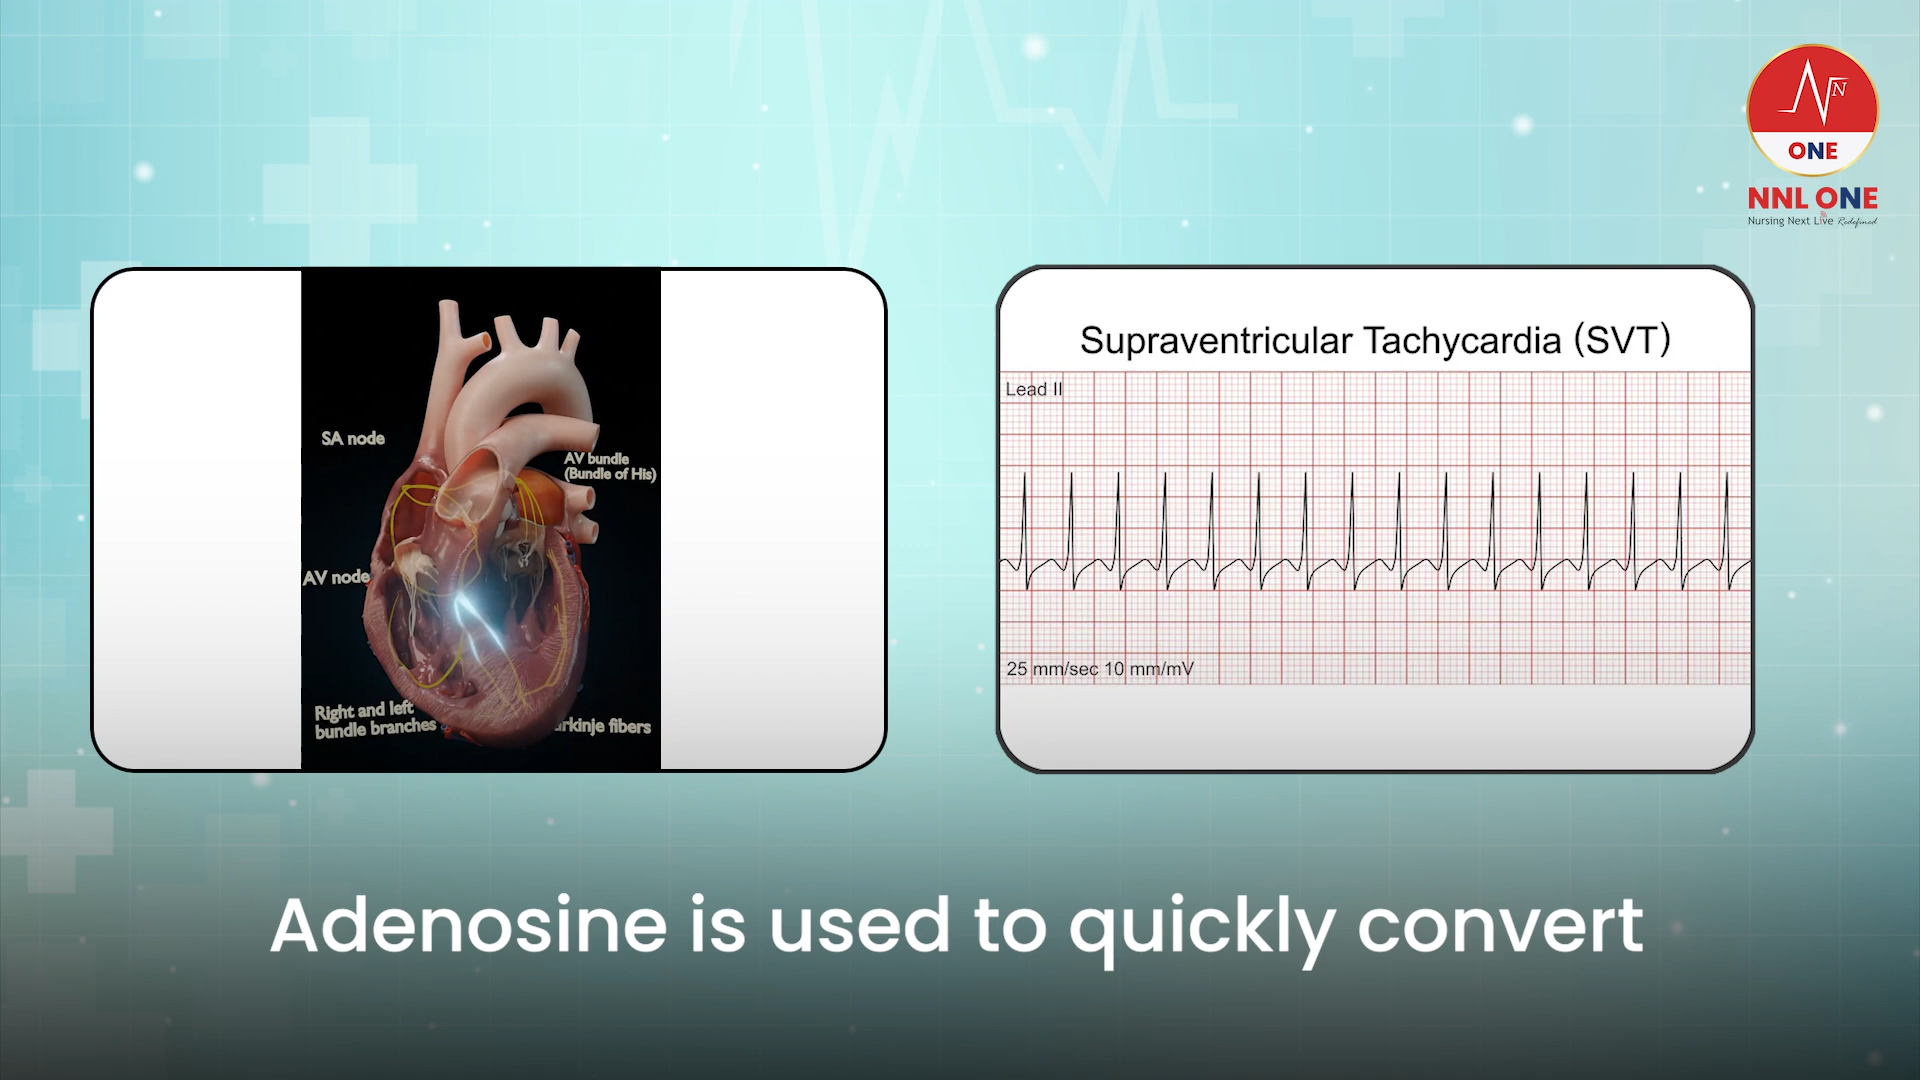 N
ONE
NNL ONE
Nursing Next Live Redefined
SA node
AV bundle
(Bundle of His)
AV node
Right and left
bundle branches
rkinje fibers
Supraventricular Tachycardia (SVT)
Lead II
25 mm/sec 10 mm/mV
Adenosine is used to quickly convert